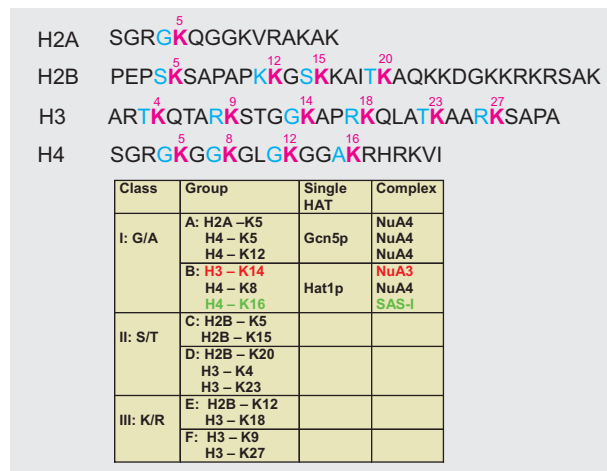 5
H2A SGRGKQGGKVRAKAK
5 12 15 20
H2B PEPSKSAPAPKKGSKKAITKAQKKDGKKRKRSAK
4 9 14 18 23 27
H3 ARTKQTARKSTGGKAPRKQLATKAARKSAPA
5 8 12 16
H4 SGRGKGGKGLGKGGAKRHRKVI
Class Group Single HAT Complex
I: G/A
A: H2A –K5
H4 – K5
H4 – K12
Gcn5p
NuA4
NuA4
NuA4
B: H3 – K14
H4 – K8
H4 – K16
Hat1p
NuA3
NuA4
SAS-I
II: S/T
C: H2B – K5
H2B – K15
D: H2B – K20
H3 – K4
H3 – K23
III: K/R
E: H2B – K12
H3 – K18
F: H3 – K9
H3 – K27